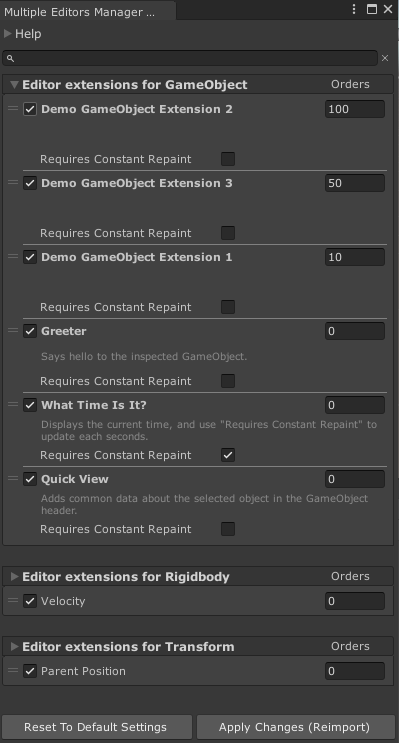 Multiple Editors Manager ...
Help
Editor extensions for GameObject Orders
Demo GameObject Extension 2 100
Requires Constant Repaint
Demo GameObject Extension 3 50
Requires Constant Repaint
Demo GameObject Extension 1 10
Requires Constant Repaint
Greeter 0
Says hello to the inspected GameObject.
Requires Constant Repaint
What Time Is It? 0
Displays the current time, and use "Requires Constant Repaint" to
update each seconds.
Requires Constant Repaint
Quick View 0
Adds common data about the selected object in the GameObject
header.
Requires Constant Repaint
Editor extensions for Rigidbody Orders
Velocity 0
Editor extensions for Transform Orders
Parent Position 0
Reset To Default Settings Apply Changes (Reimport)